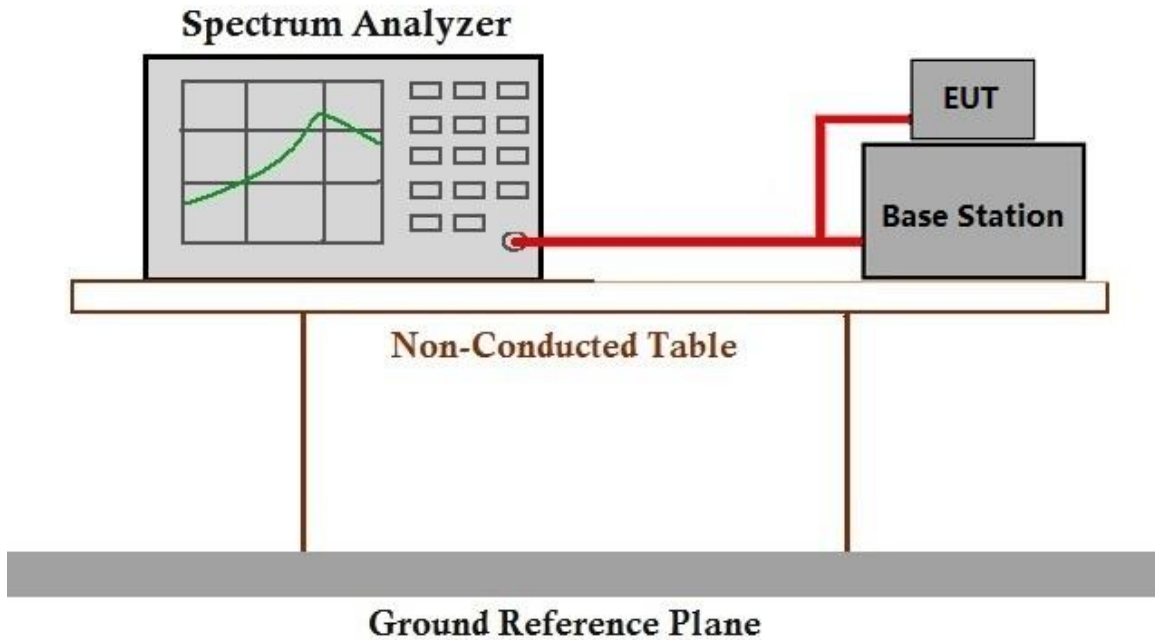 Spectrum Analyzer
EUT
Base Station
Non-Conducted Table
Ground Reference Plane